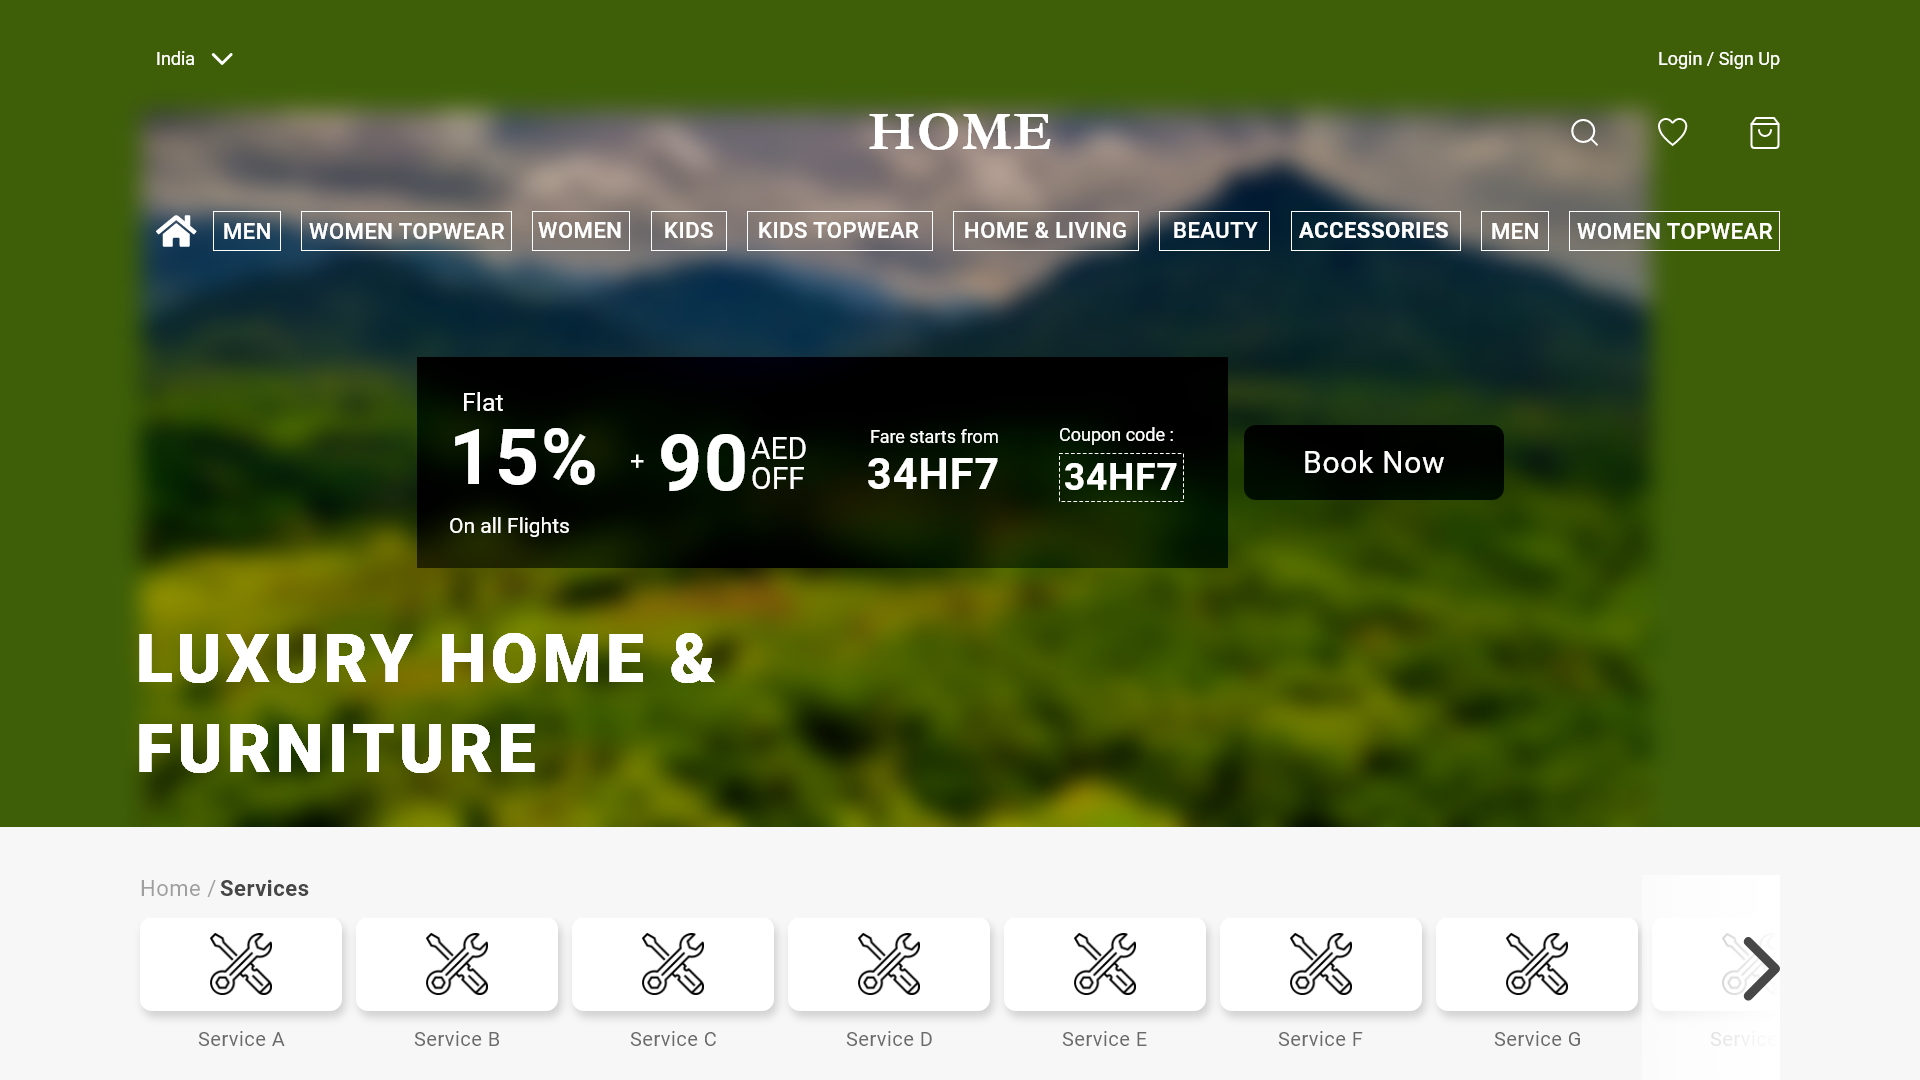 India
Login / Sign Up
HOME
MEN
WOMEN TOPWEAR
WOMEN
KIDS
KIDS TOPWEAR
HOME & LIVING
BEAUTY
ACCESSORIES
MEN
WOMEN TOPWEAR
Flat
15%
+
90
AED
OFF
On all Flights
Fare starts from
34HF7
Coupon code :
34HF7
Book Now
LUXURY HOME &
FURNITURE
Home / Services
Service A
Service B
Service C
Service D
Service E
Service F
Service G
Service